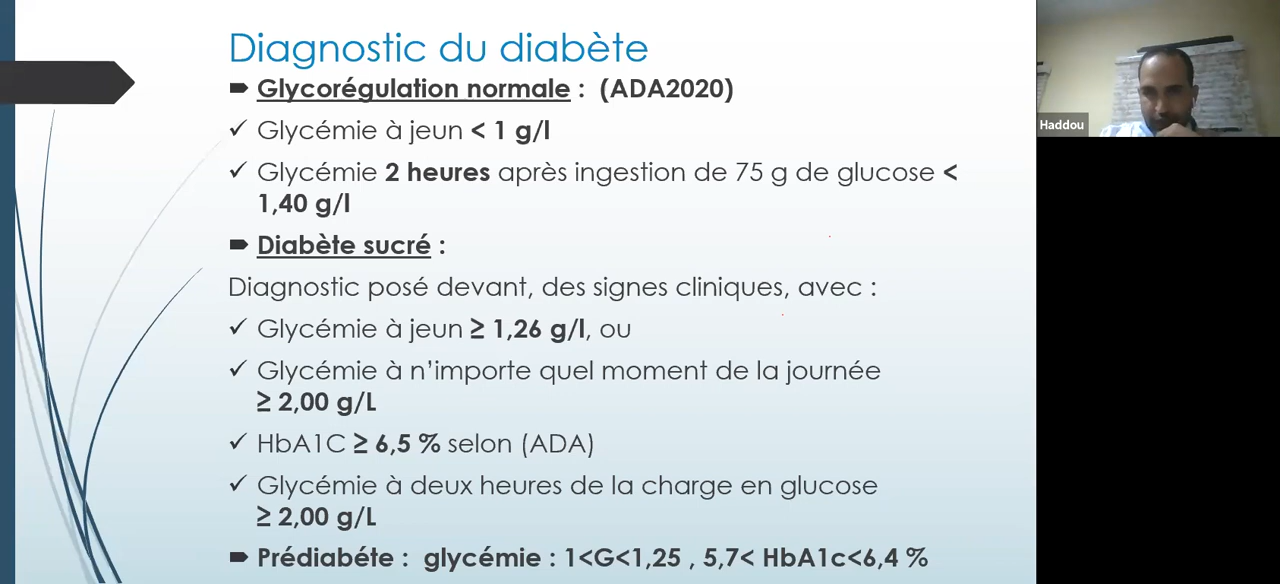 Diagnostic du diabète
Glycorégulation normale : (ADA2020)
✓ Glycémie à jeun < 1 g/l
✓ Glycémie 2 heures après ingestion de 75 g de glucose <
1,40 g/l
Diabète sucré :
Diagnostic posé devant, des signes cliniques, avec :
✓ Glycémie à jeun ≥ 1,26 g/l, ou
✓ Glycémie à n’importe quel moment de la journée
≥ 2,00 g/L
✓ HbA1C ≥ 6,5 % selon (ADA)
✓ Glycémie à deux heures de la charge en glucose
≥ 2,00 g/L
Prédiabéte : glycémie : 1<G<1,25 , 5,7< HbA1c<6,4 %
Haddou